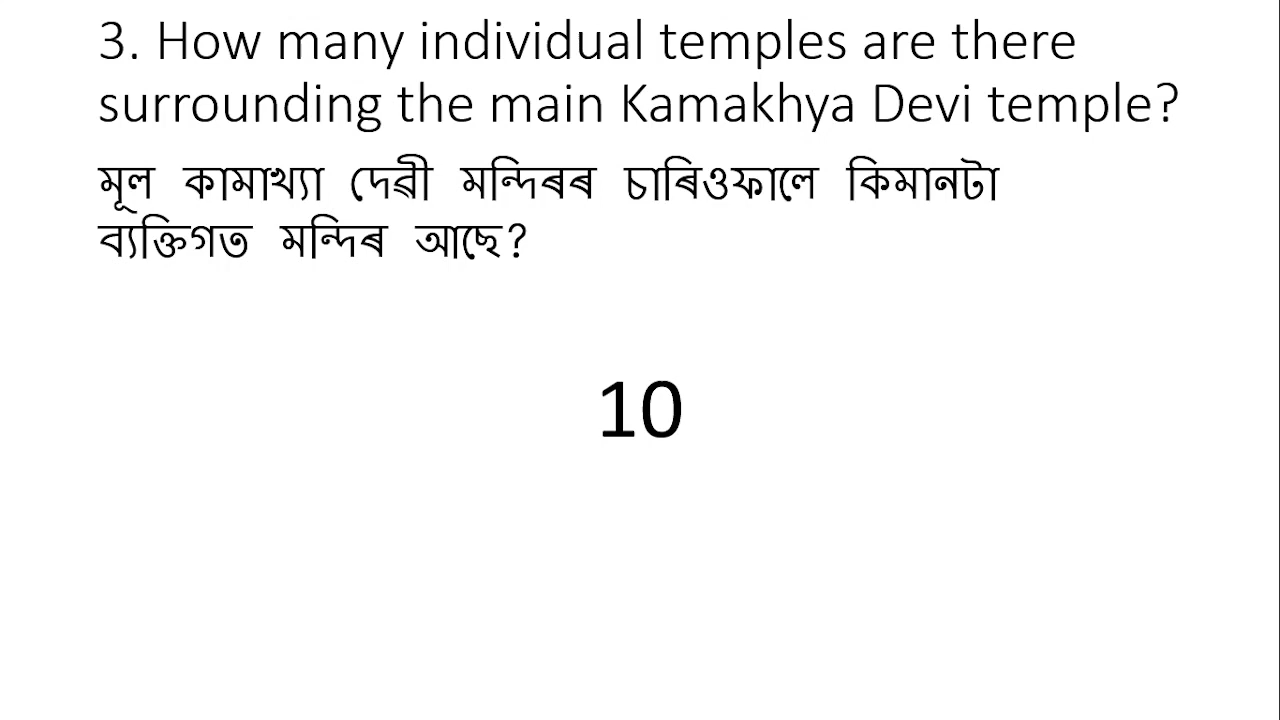 3. How many individual temples are there
surrounding the main Kamakhya Devi temple?
মূল কামাখ্যা দেৱী মন্দিৰৰ চাৰিওফালে কিমানটা
ব্যক্তিগত মন্দিৰ আছে?
10